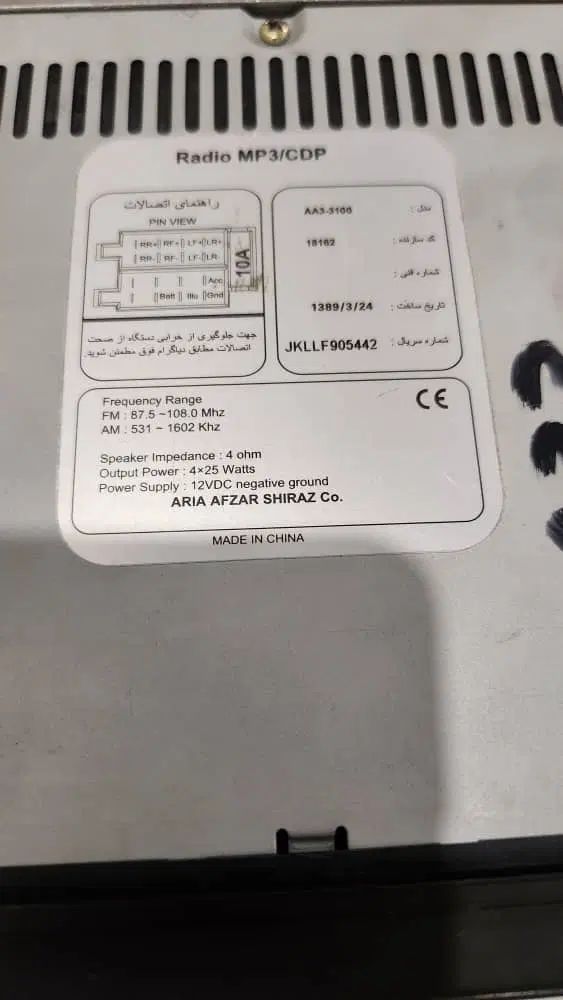 Radio MP3/CDP
راهنمای اتصالات
PIN VIEW
RR+ RF+ LF+ LR+
RR- RF- LF- LR-
10A
Acc
Batt Illu Gnd
جهت جلوگیری از خرابی دستگاه از صحت
اتصالات مطابق دیاگرام فوق مطمئن شوید.
مدل : AA3-3100
کد سازنده : 18162
شماره فنی :
تاریخ ساخت : 1389/3/24
شماره سریال : JKLLF905442
Frequency Range
FM : 87.5 ~108.0 Mhz
AM : 531 ~ 1602 Khz
CE
Speaker Impedance : 4 ohm
Output Power : 4×25 Watts
Power Supply : 12VDC negative ground
ARIA AFZAR SHIRAZ Co.
MADE IN CHINA